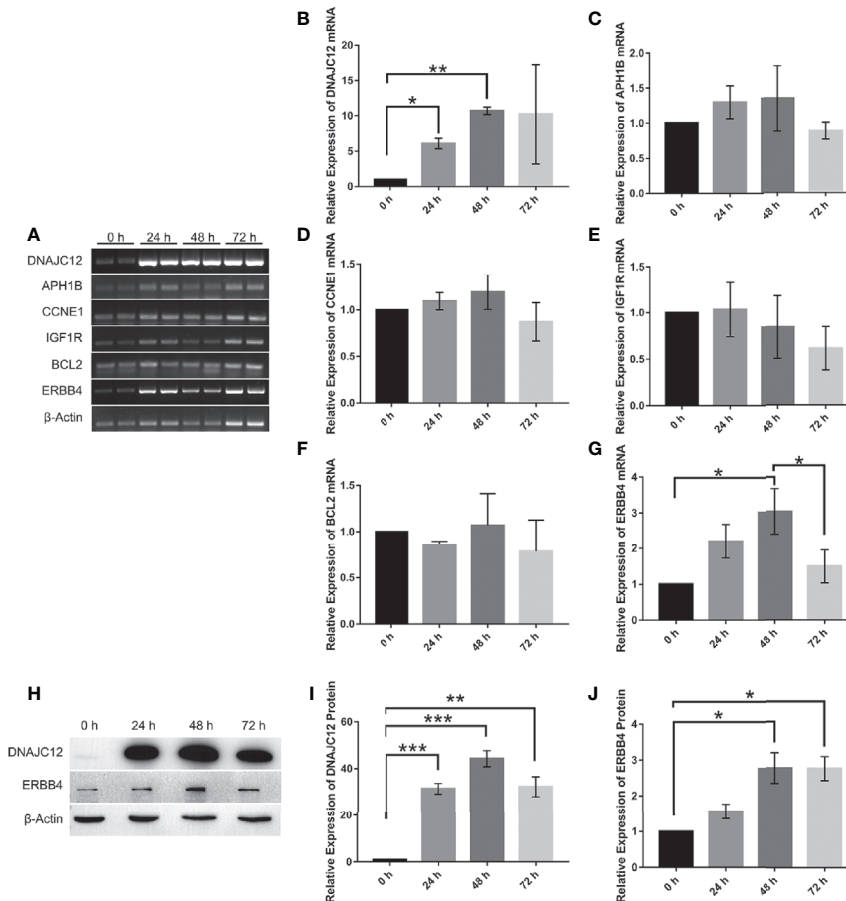 B
Relative Expression of DNAJC12 mRNA
20
15
10
5
0
**
*
0 h
24 h
48 h
72 h
C
Relative Expression of APH1B mRNA
2.0
1.5
1.0
0.5
0.0
0 h
24 h
48 h
72 h
A
0 h 24 h 48 h 72 h
DNAJC12
APH1B
CCNE1
IGF1R
BCL2
ERBB4
β-Actin
D
Relative Expression of CCNE1 mRNA
1.5
1.0
0.5
0.0
0 h
24 h
48 h
72 h
E
Relative Expression of IGF1R mRNA
1.5
1.0
0.5
0.0
0 h
24 h
48 h
72 h
F
Relative Expression of BCL2 mRNA
1.5
1.0
0.5
0.0
0 h
24 h
48 h
72 h
G
Relative Expression of ERBB4 mRNA
4
3
2
1
0
*
*
0 h
24 h
48 h
72 h
H
0 h 24 h 48 h 72 h
DNAJC12
ERBB4
β-Actin
I
Relative Expression of DNAJC12 Protein
60
40
20
0
**
***
***
0 h
24 h
48 h
72 h
J
Relative Expression of ERBB4 Protein
4
3
2
1
0
*
*
0 h
24 h
48 h
72 h